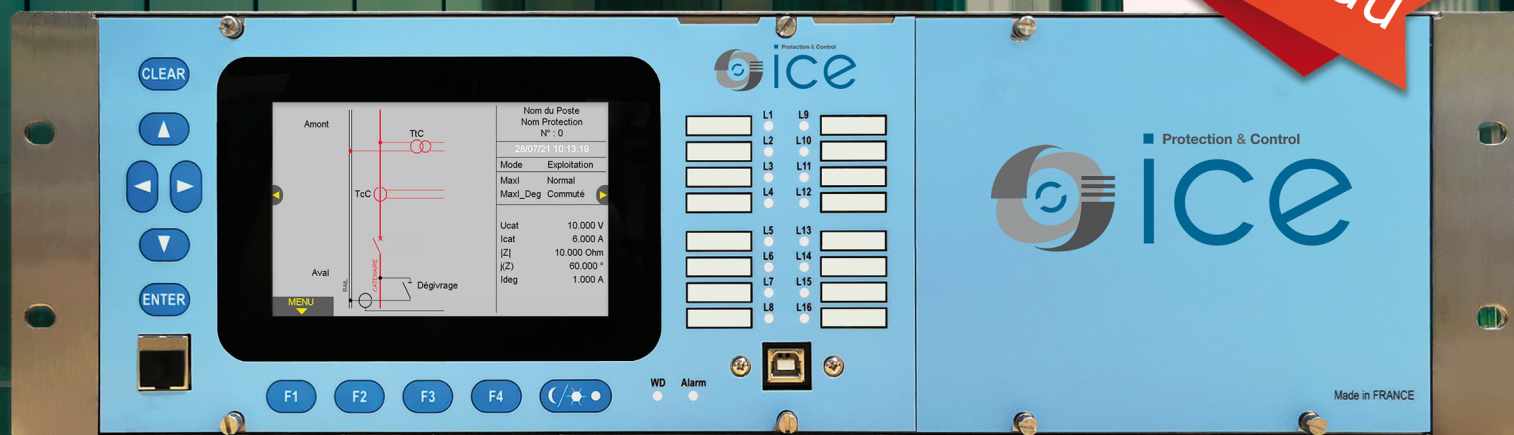 CLEAR
ENTER
F1
F2
F3
F4
Amont
TtC
TcC
Aval
RAIL
CATENAIRE
Dégivrage
MENU
Nom du Poste
Nom Protection
N° : 0
28/07/21 10:13:19
Mode Exploitation
MaxI Normal
MaxI_Deg Commuté
Ucat 10.000 V
Icat 6.000 A
|Z| 10.000 Ohm
j(Z) 60.000 °
Ideg 1.000 A
Protection & Control
ice
L1 L9
L2 L10
L3 L11
L4 L12
L5 L13
L6 L14
L7 L15
L8 L16
WD Alarm
Protection & Control
ice
Made in FRANCE